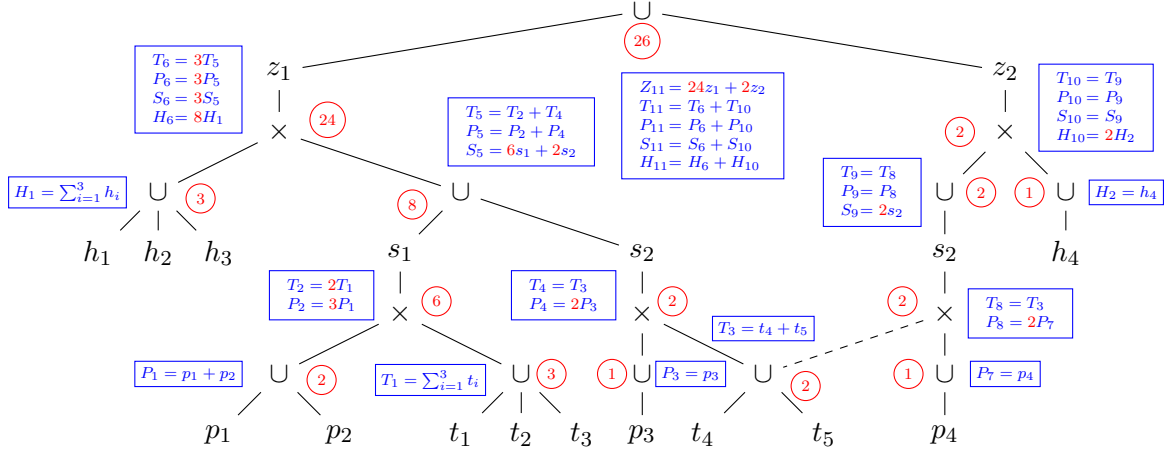 ∪
26
z₁
z₂
T₆ = 3T₅
P₆ = 3P₅
S₆ = 3S₅
H₆ = 8H₁
Z₁₁ = 24z₁ + 2z₂
T₁₁ = T₆ + T₁₀
P₁₁ = P₆ + P₁₀
S₁₁ = S₆ + S₁₀
H₁₁ = H₆ + H₁₀
T₁₀ = T₉
P₁₀ = P₉
S₁₀ = S₉
H₁₀ = 2H₂
T₅ = T₂ + T₄
P₅ = P₂ + P₄
S₅ = 6s₁ + 2s₂
× 24
2 ×
T₉ = T₈
P₉ = P₈
S₉ = 2s₂
H₁ = ∑³ᵢ₌₁ hᵢ
∪ 3
8 ∪
∪ 2
1 ∪
H₂ = h₄
h₁ h₂ h₃
s₁
s₂
s₂
h₄
T₂ = 2T₁
P₂ = 3P₁
× 6
T₄ = T₃
P₄ = 2P₃
× 2
2 ×
T₈ = T₃
P₈ = 2P₇
T₃ = t₄ + t₅
P₁ = p₁ + p₂
∪ 2
T₁ = ∑³ᵢ₌₁ tᵢ
∪ 3
1 ∪
P₃ = p₃
∪ 2
1 ∪
P₇ = p₄
p₁ p₂ t₁ t₂ t₃ p₃ t₄ t₅ p₄